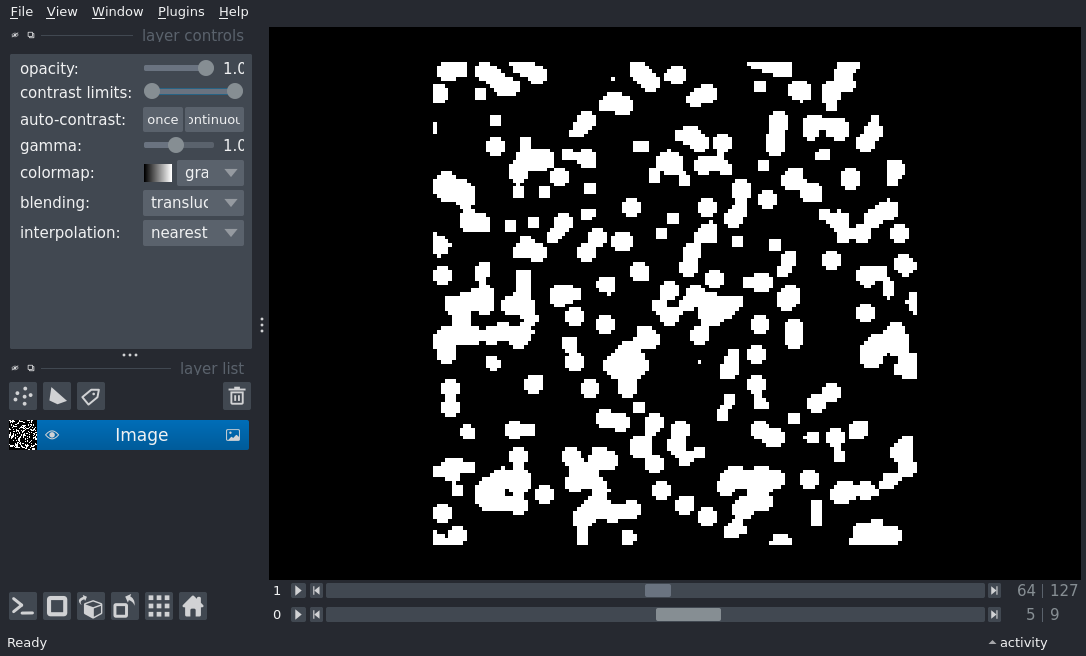 File View Window Plugins Help
layer controls
opacity: 1.0
contrast limits:
auto-contrast: once ontinuou
gamma: 1.0
colormap: gra
blending: transluc
interpolation: nearest
layer list
Image
1 64 | 127
0 5 | 9
Ready activity